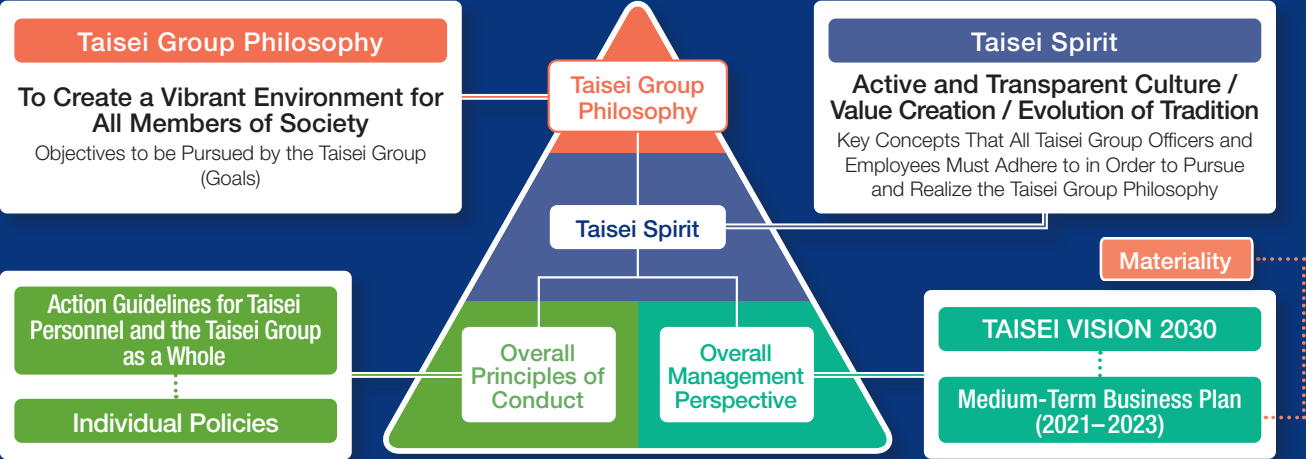 Taisei Group Philosophy
To Create a Vibrant Environment for
All Members of Society
Objectives to be Pursued by the Taisei Group
(Goals)
Taisei Group
Philosophy
Taisei Spirit
Active and Transparent Culture /
Value Creation / Evolution of Tradition
Key Concepts That All Taisei Group Officers and
Employees Must Adhere to in Order to Pursue
and Realize the Taisei Group Philosophy
Taisei Spirit
Materiality
Action Guidelines for Taisei
Personnel and the Taisei Group
as a Whole
Individual Policies
Overall
Principles of
Conduct
Overall
Management
Perspective
TAISEI VISION 2030
Medium-Term Business Plan
(2021–2023)